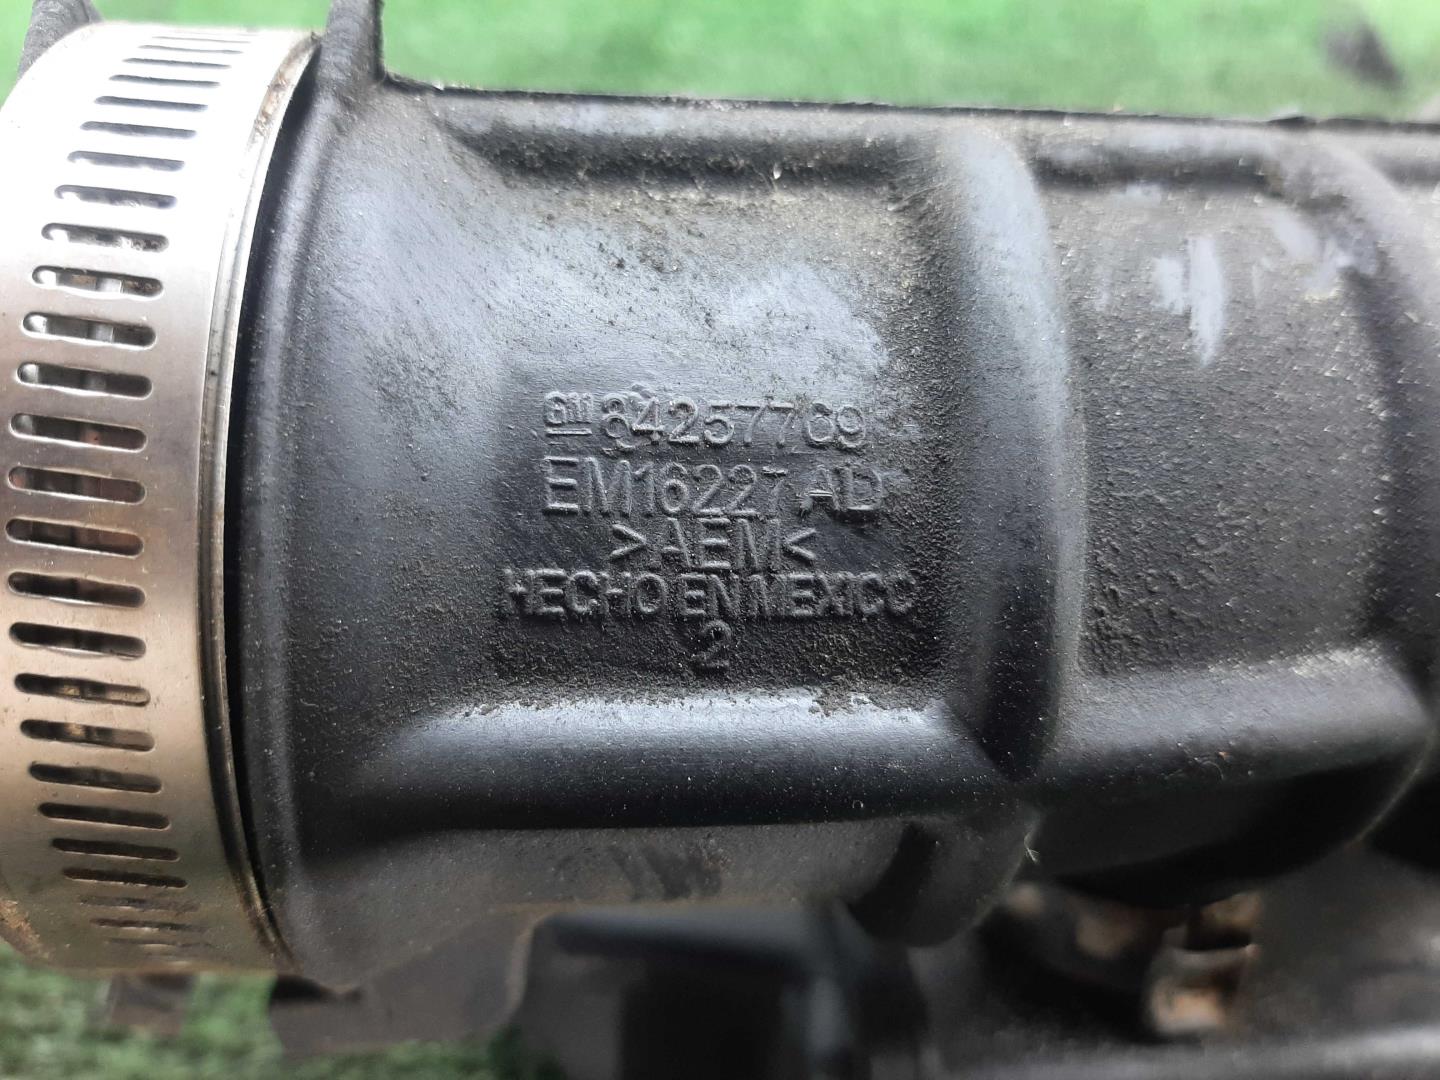 GM 84257769
EM16227 AD
>AEM<
HECHO EN MEXICO
2